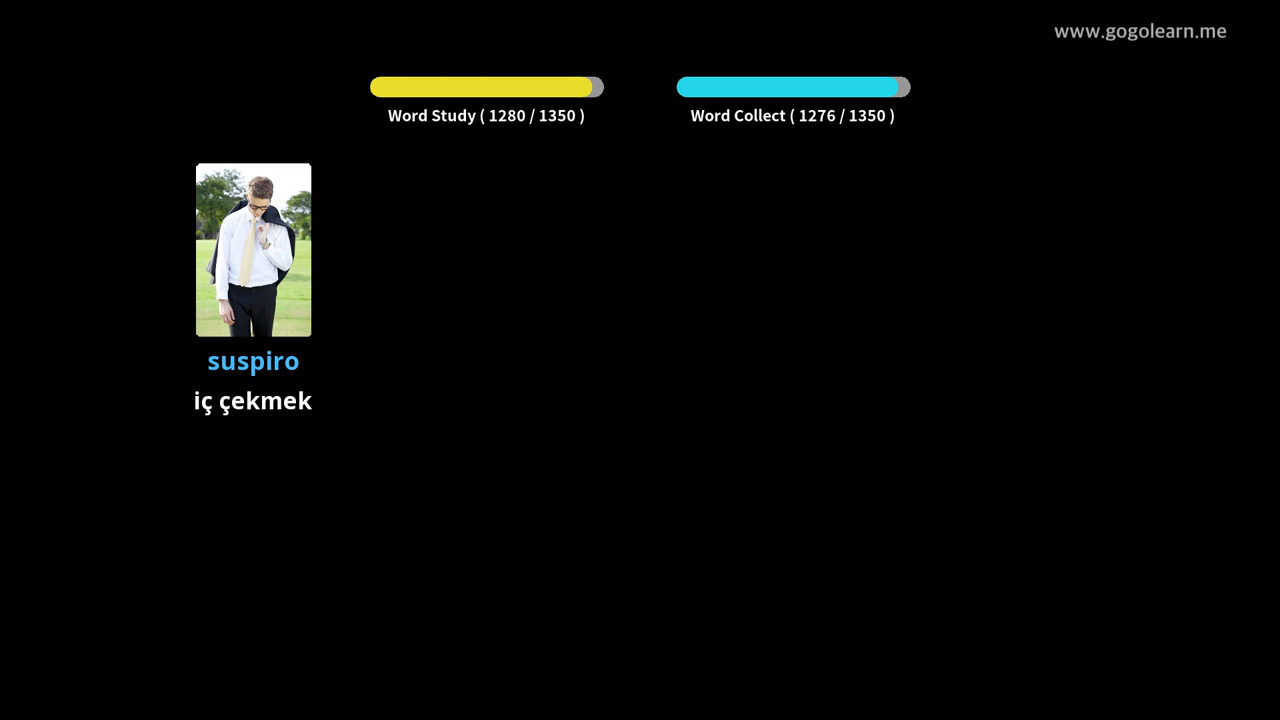 www.gogolearn.me
Word Study ( 1280 / 1350 )
Word Collect ( 1276 / 1350 )
suspiro
iç çekmek